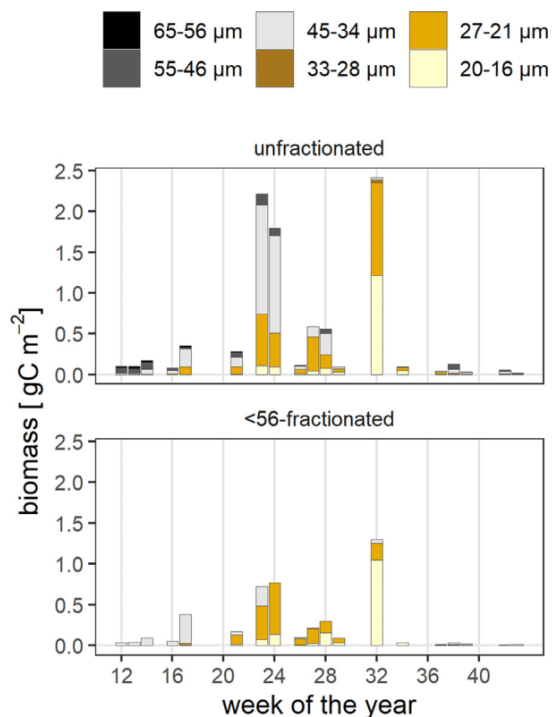 65-56 μm 45-34 μm 27-21 μm
55-46 μm 33-28 μm 20-16 μm
unfractionated
2.5
2.0
1.5
1.0
0.5
0.0
<56-fractionated
2.5
2.0
1.5
1.0
0.5
0.0
biomass [ gC m⁻²]
12 16 20 24 28 32 36 40
week of the year